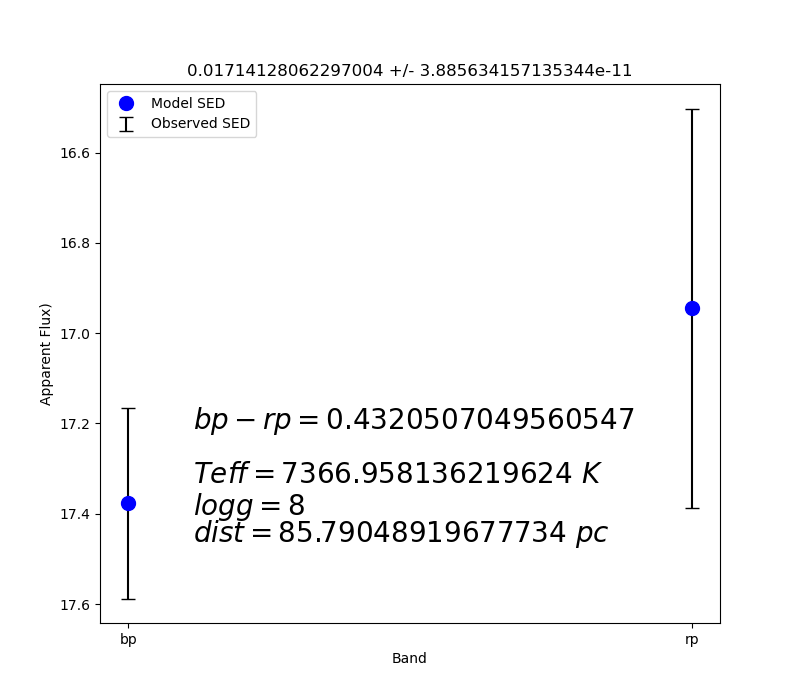 0.01714128062297004 +/- 3.885634157135344e-11
Model SED
Observed SED
16.6
16.8
17.0
17.2
17.4
17.6
Apparent Flux)
bp − rp = 0.4320507049560547
Teff = 7366.958136219624 K
logg = 8
dist = 85.79048919677734 pc
bp
rp
Band